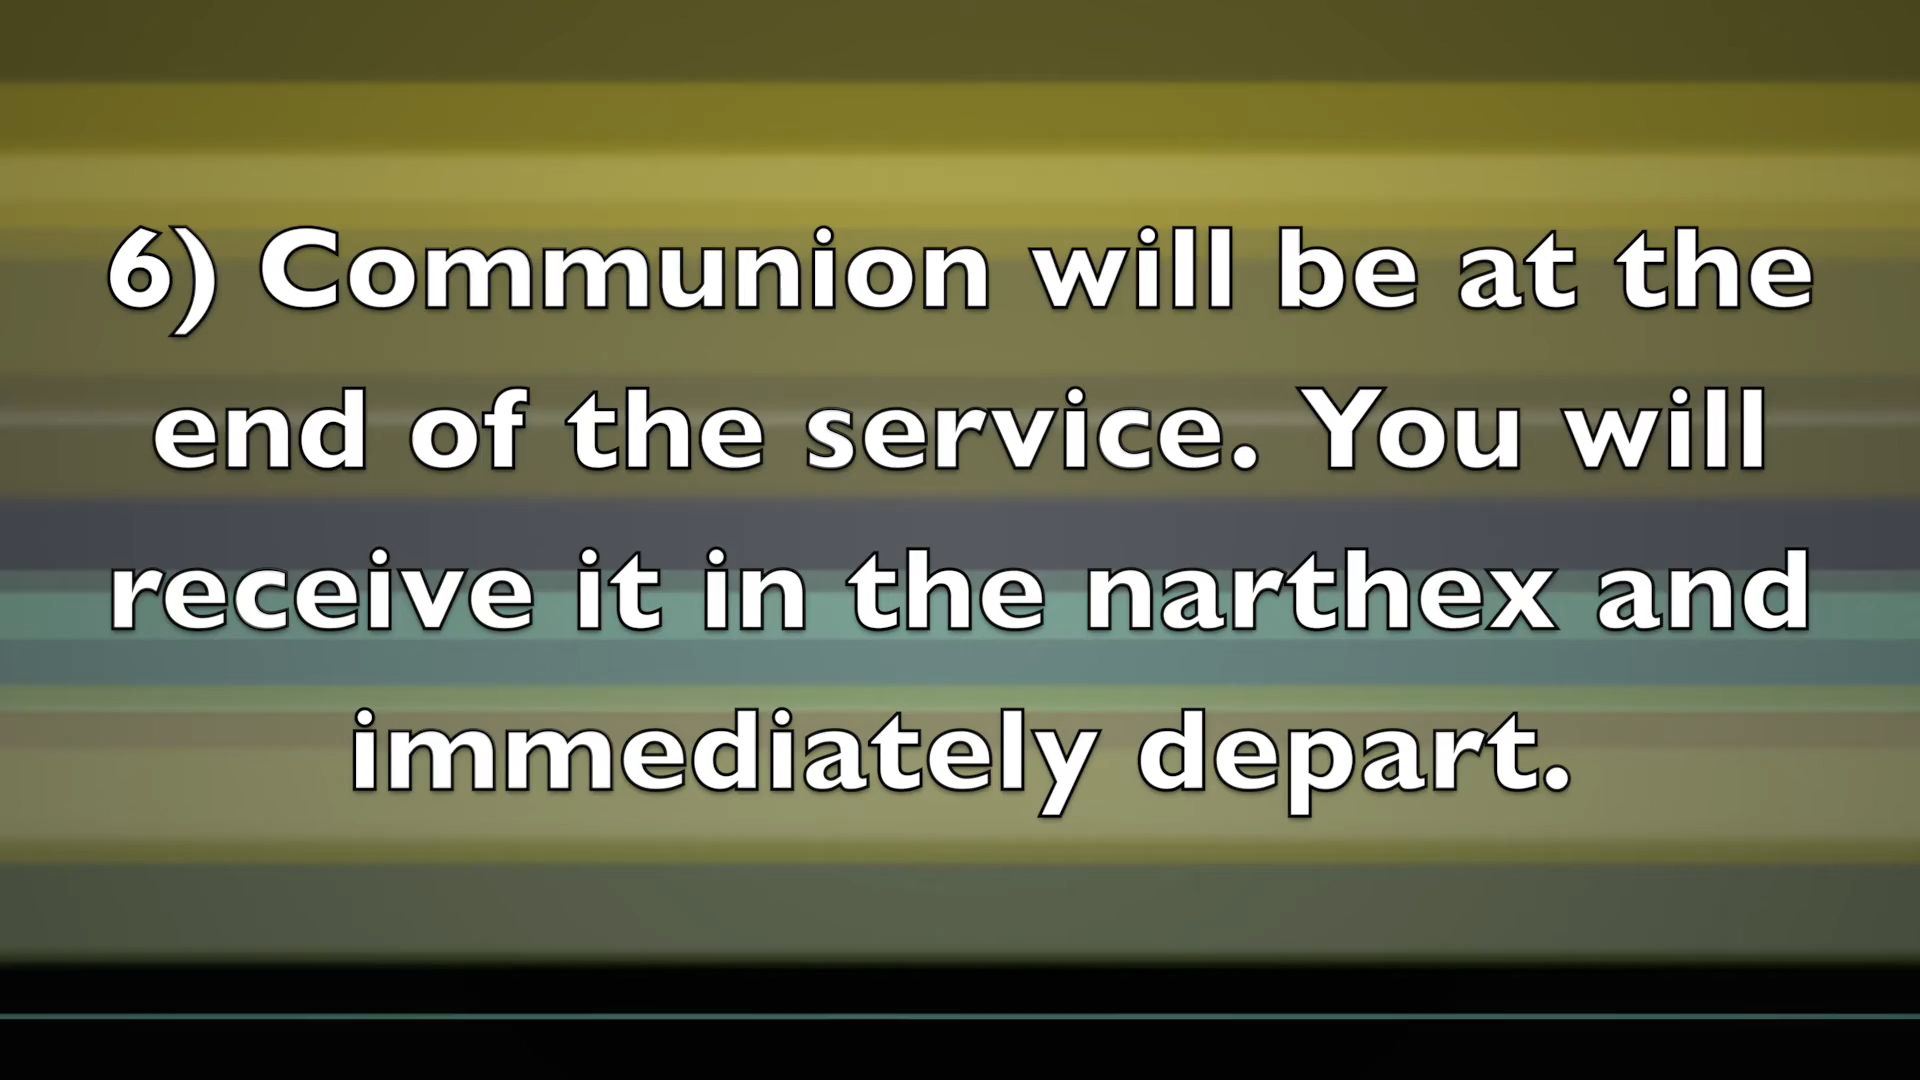 6) Communion will be at the
end of the service. You will
receive it in the narthex and
immediately depart.